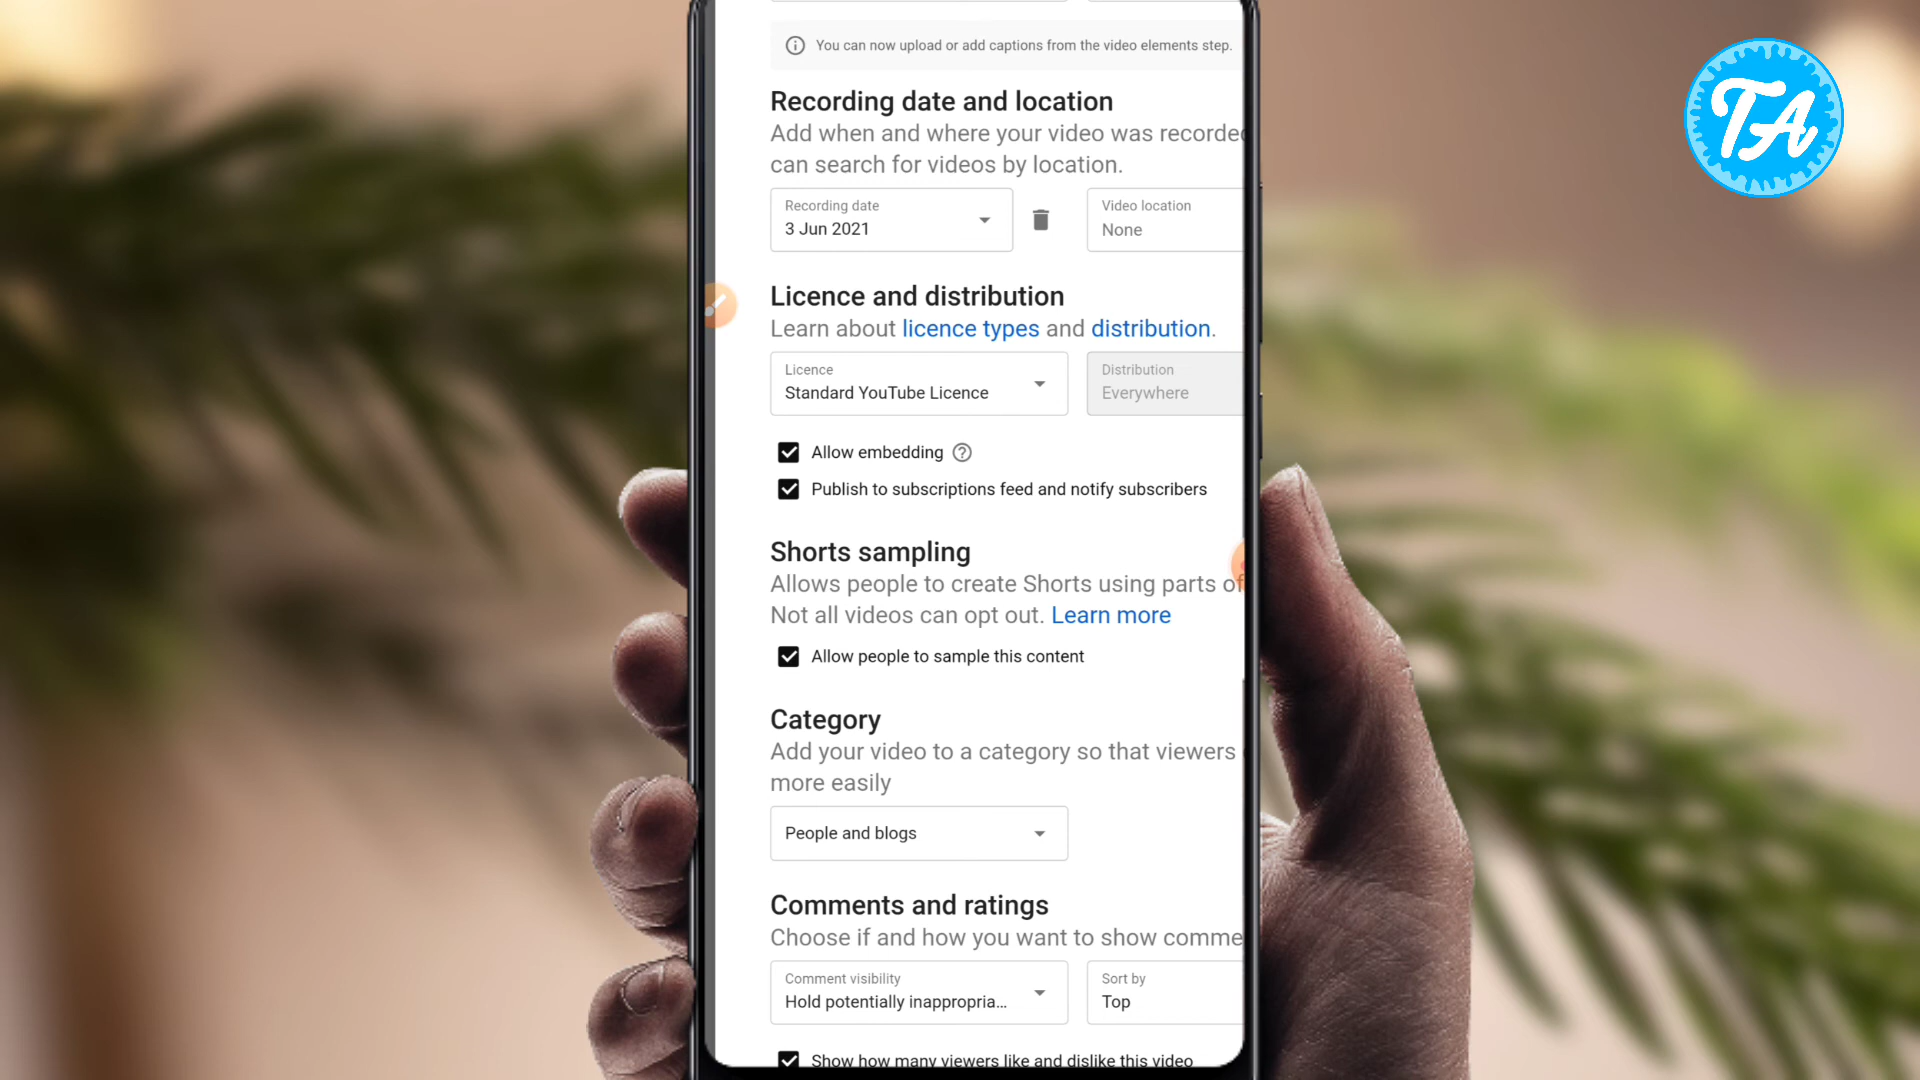 You can now upload or add captions from the video elements step.
Recording date and location
Add when and where your video was recorded
can search for videos by location.
Recording date
3 Jun 2021
Video location
None
Licence and distribution
Learn about licence types and distribution.
Licence
Standard YouTube Licence
Distribution
Everywhere
Allow embedding
Publish to subscriptions feed and notify subscribers
Shorts sampling
Allows people to create Shorts using parts of
Not all videos can opt out. Learn more
Allow people to sample this content
Category
Add your video to a category so that viewers
more easily
People and blogs
Comments and ratings
Choose if and how you want to show comme
Comment visibility
Hold potentially inappropria...
Sort by
Top
Show how many viewers like and dislike this video
TA